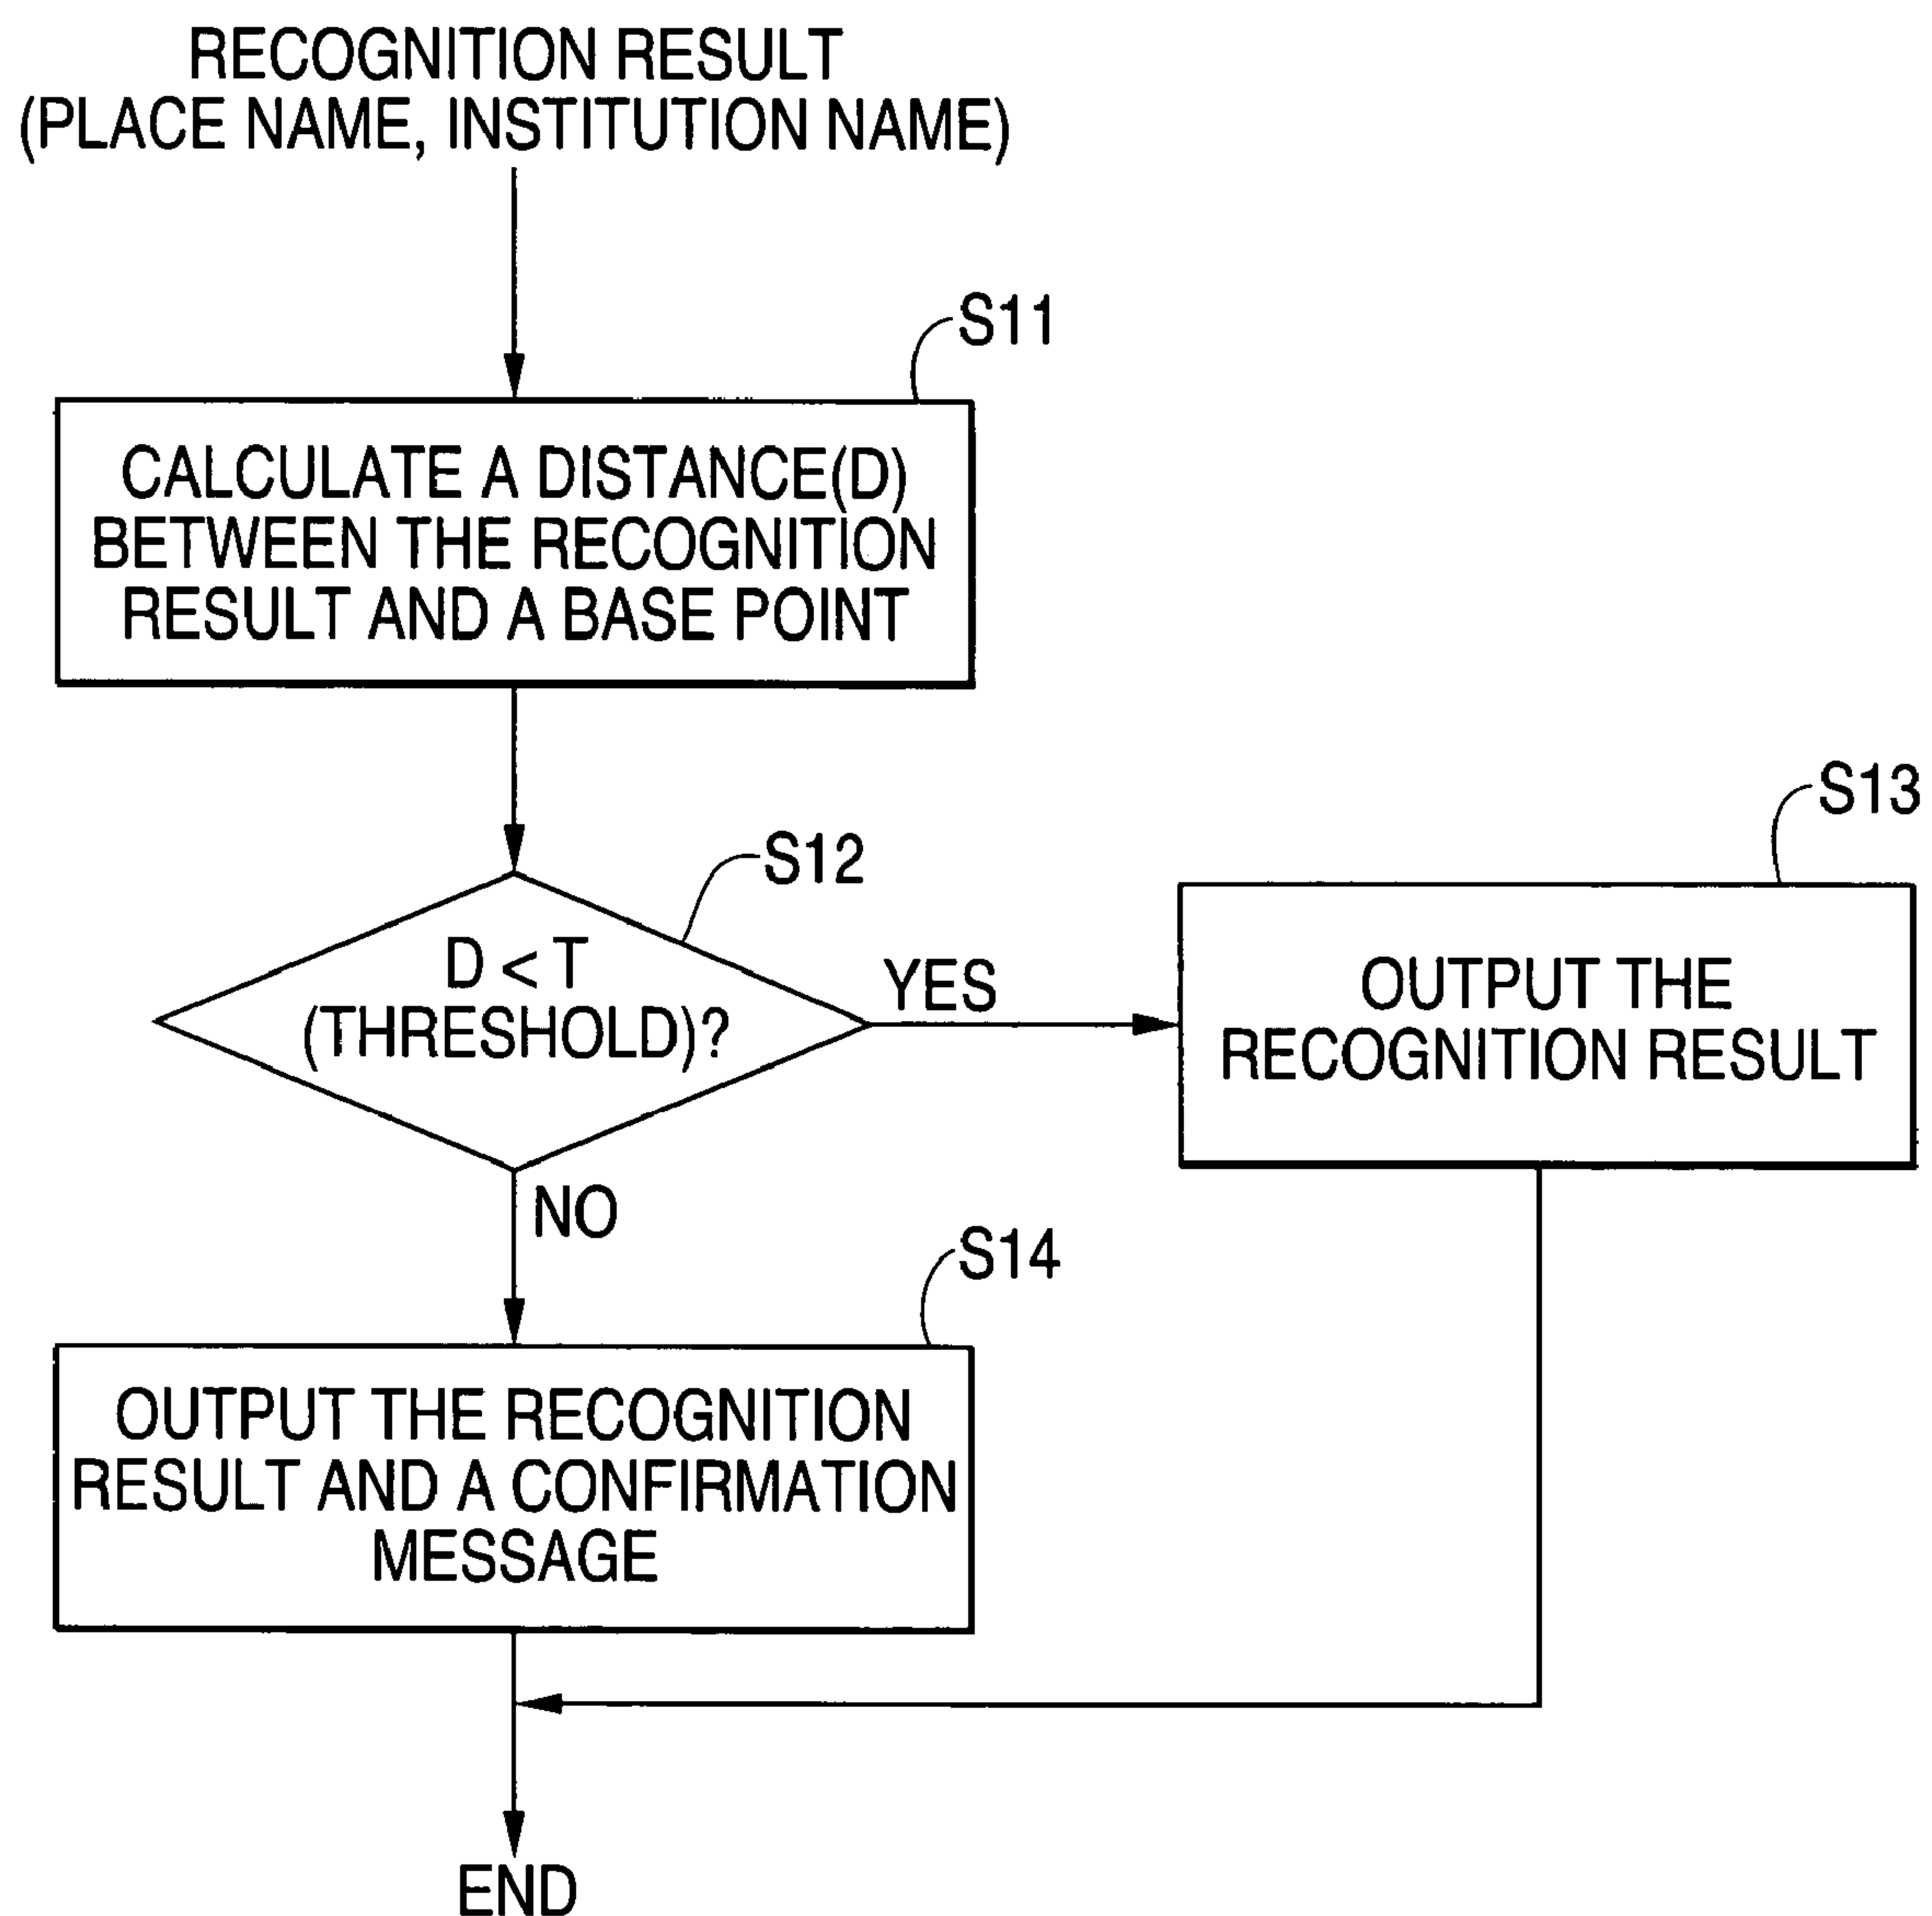 RECOGNITION RESULT
(PLACE NAME, INSTITUTION NAME)
S11
CALCULATE A DISTANCE(D)
BETWEEN THE RECOGNITION
RESULT AND A BASE POINT
S12
D < T
(THRESHOLD)?
YES
S13
OUTPUT THE
RECOGNITION RESULT
NO
S14
OUTPUT THE RECOGNITION
RESULT AND A CONFIRMATION
MESSAGE
END